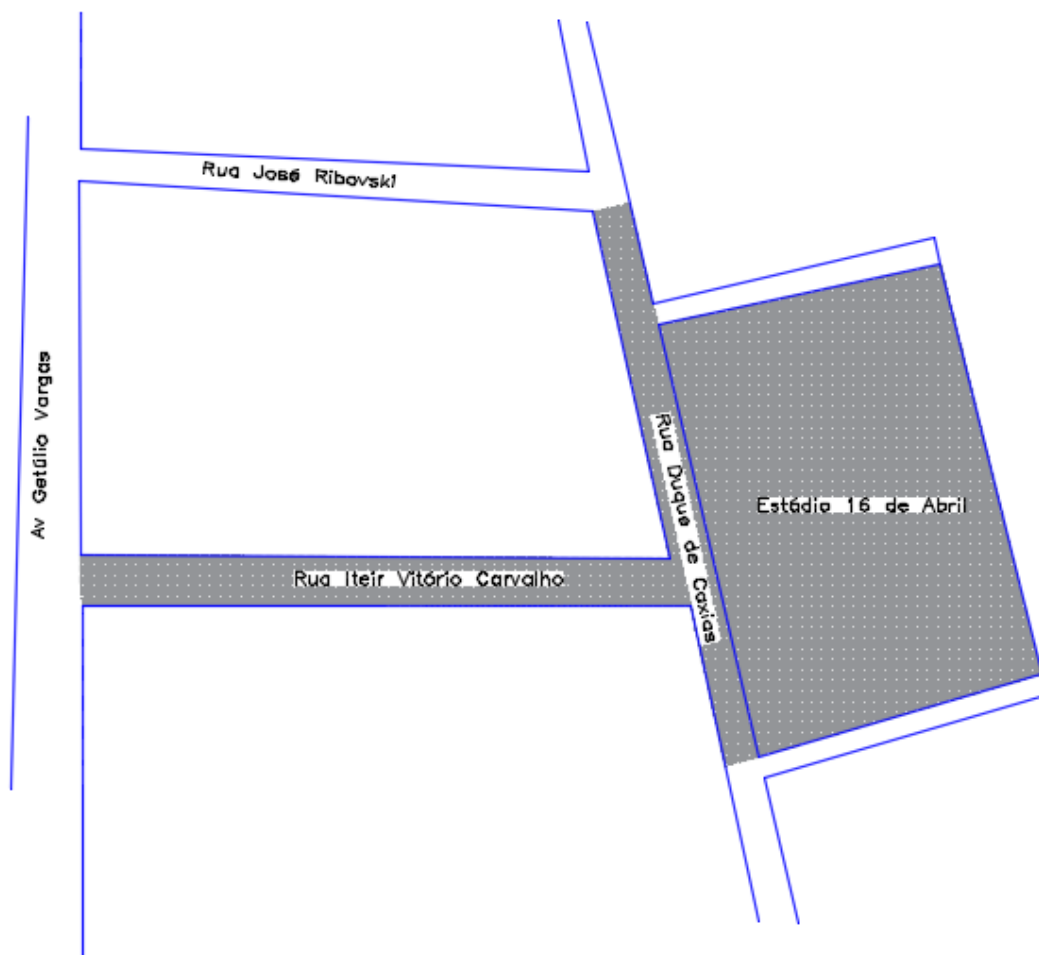 Rua José Ribovski
Av Getúlio Vargas
Rua Duque de Caxias
Estádio 16 de Abril
Rua Iteir Vitório Carvalho